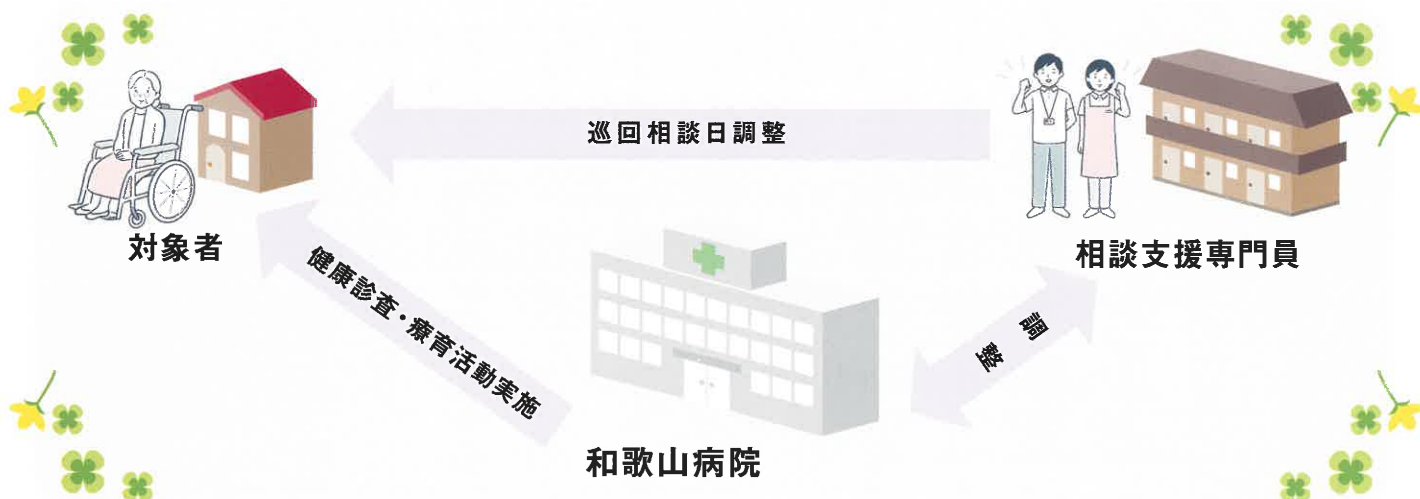 巡回相談日調整
対象者
相談支援専門員
健康診査・療育活動実施
調整
和歌山病院